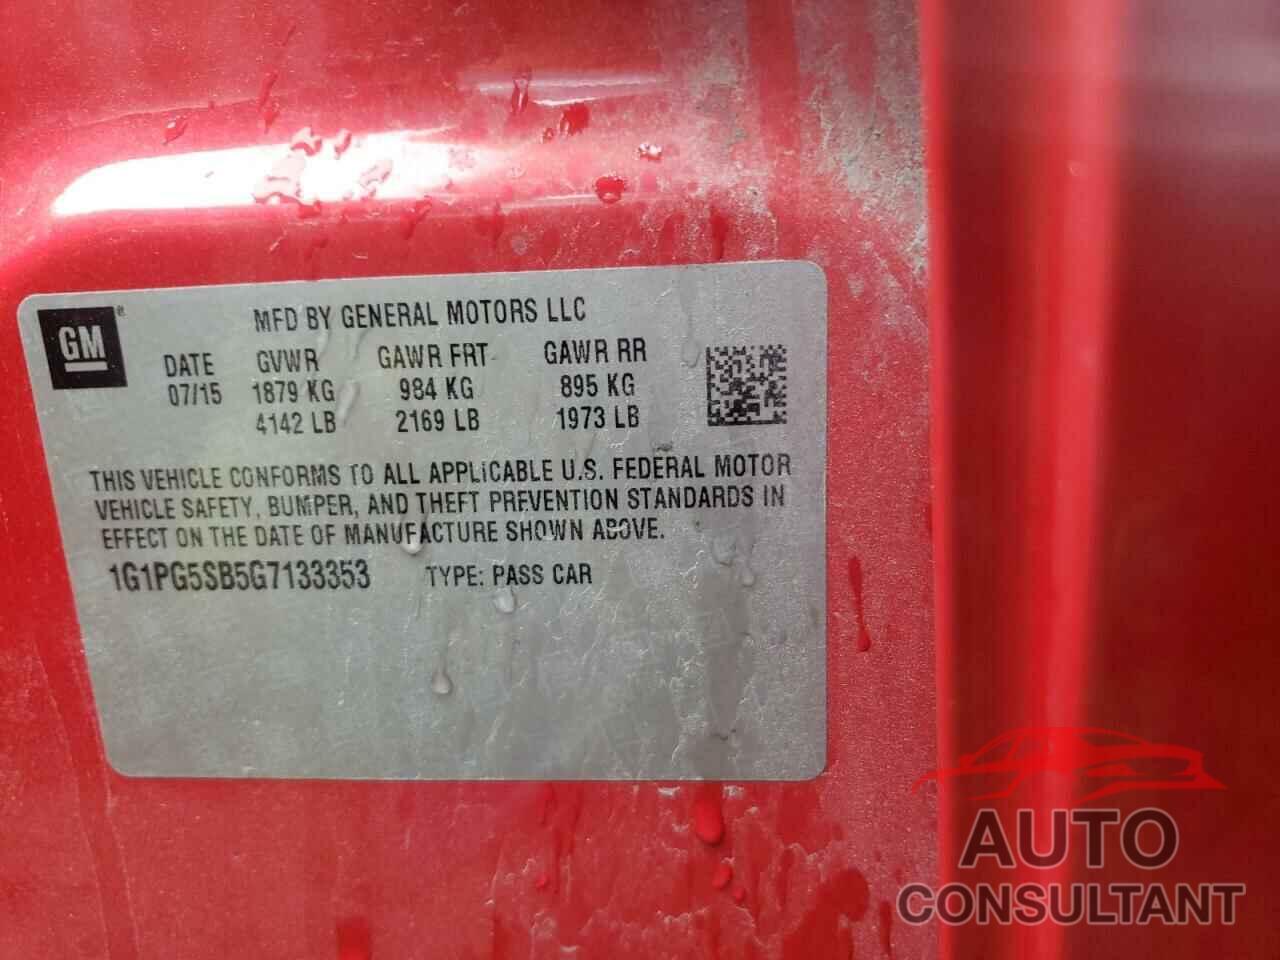 GM ®
MFD BY GENERAL MOTORS LLC
DATE GVWR GAWR FRT GAWR RR
07/15 1879 KG 984 KG 895 KG
4142 LB 2169 LB 1973 LB
THIS VEHICLE CONFORMS TO ALL APPLICABLE U.S. FEDERAL MOTOR
VEHICLE SAFETY, BUMPER, AND THEFT PREVENTION STANDARDS IN
EFFECT ON THE DATE OF MANUFACTURE SHOWN ABOVE.
1G1PG5SB5G7133353 TYPE: PASS CAR
AUTO
CONSULTANT